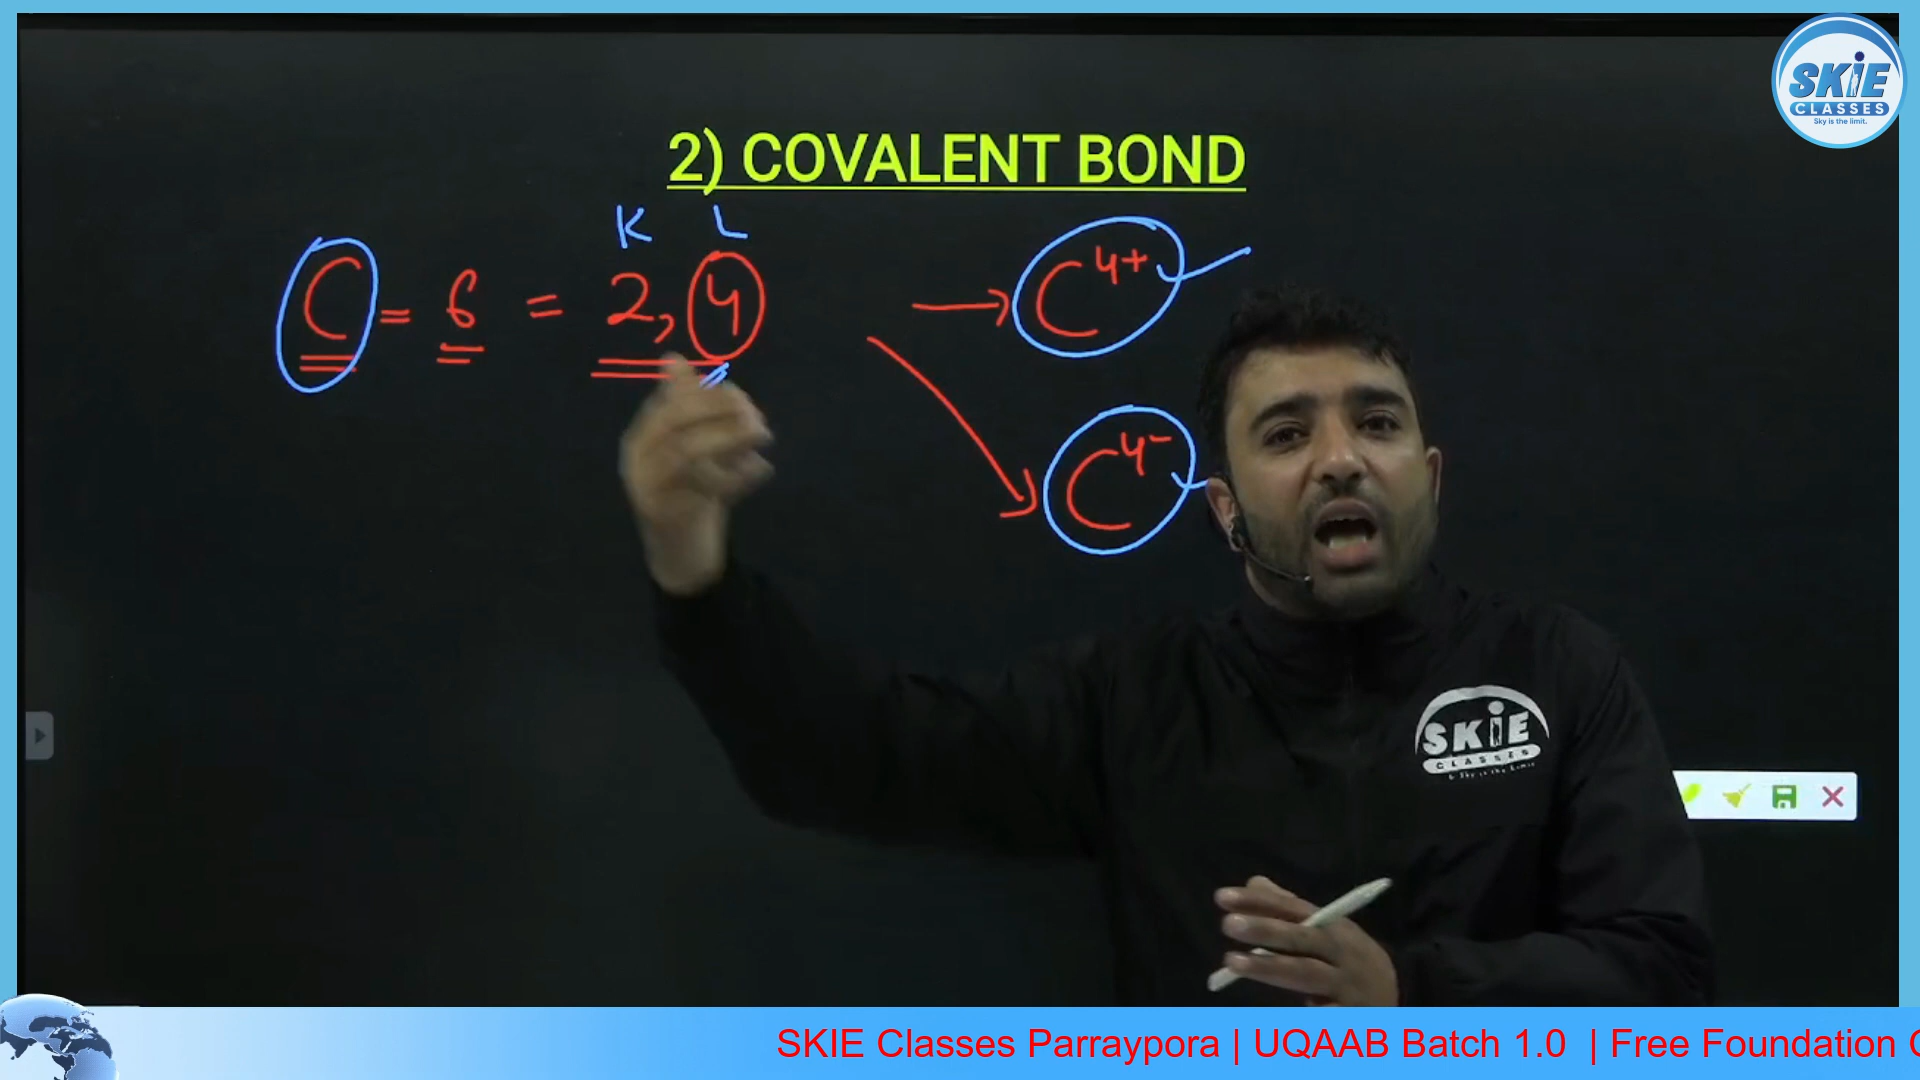 SKiE
CLASSES
Sky is the limit.
2) COVALENT BOND
K L
C = 6 = 2, 4
→ C⁴⁺
C⁴⁻
SKiE
CLASSES
SKIE Classes Parraypora | UQAAB Batch 1.0 | Free Foundation